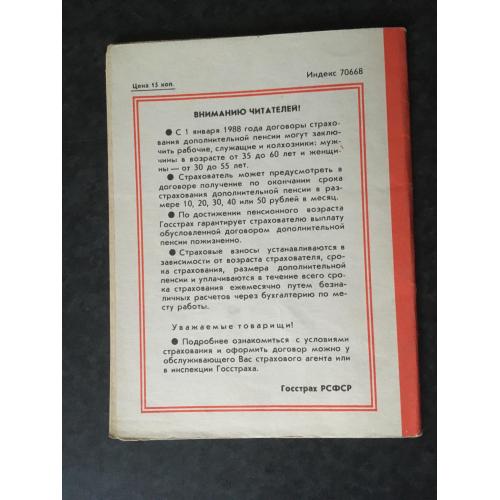 Индекс 70668
Цена 15 коп.
ВНИМАНИЮ ЧИТАТЕЛЕЙ!
● С 1 января 1988 года договоры страхо-
вания дополнительной пенсии могут заклю-
чить рабочие, служащие и колхозники: муж-
чины в возрасте от 35 до 60 лет и женщи-
ны — от 30 до 55 лет.
● Страхователь может предусмотреть в
договоре получение по окончании срока
страхования дополнительной пенсии в раз-
мере 10, 20, 30, 40 или 50 рублей в месяц.
● По достижении пенсионного возраста
Госстрах гарантирует страхователю выплату
обусловленной договором дополнительной
пенсии пожизненно.
● Страховые взносы устанавливаются в
зависимости от возраста страхователя, сро-
ка страхования, размера дополнительной
пенсии и уплачиваются в течение всего сро-
ка страхования ежемесячно путем безна-
личных расчетов через бухгалтерию по ме-
сту работы.
Уважаемые товарищи!
● Подробнее ознакомиться с условиями
страхования и оформить договор можно у
обслуживающего Вас страхового агента или
в инспекции Госстраха.
Госстрах РСФСР